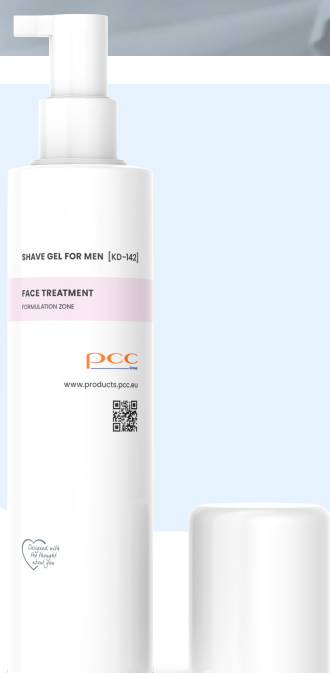 SHAVE GEL FOR MEN [KD-142]
FACE TREATMENT
FORMULATION ZONE
pcc
Group
www.products.pcc.eu
Designed with
the thought
about you